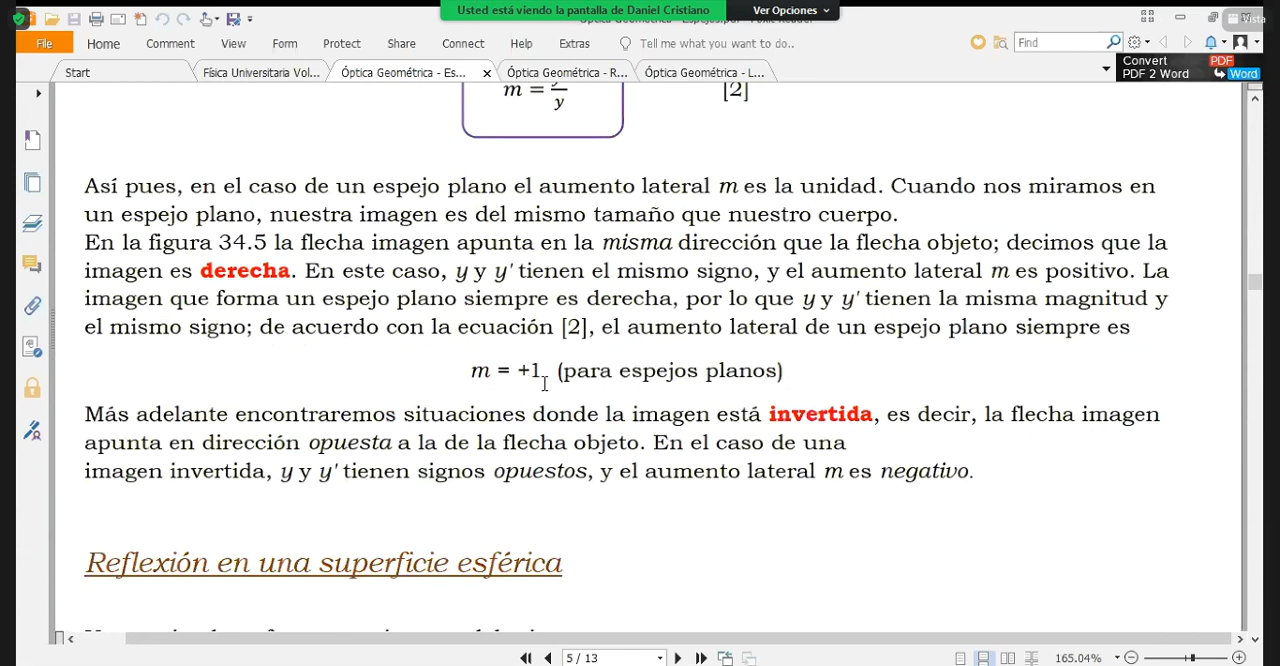 Usted está viendo la pantalla de Daniel Cristiano
Ver Opciones
Vista
File Home Comment View Form Protect Share Connect Help Extras Tell me what you want to do.. Find
Convert PDF
PDF 2 Word Word
Start Física Universitaria Vol... Óptica Geométrica - Es... × Óptica Geométrica - R... Óptica Geométrica - L...
m = y [2]
Así pues, en el caso de un espejo plano el aumento lateral m es la unidad. Cuando nos miramos en
un espejo plano, nuestra imagen es del mismo tamaño que nuestro cuerpo.
En la figura 34.5 la flecha imagen apunta en la misma dirección que la flecha objeto; decimos que la
imagen es derecha. En este caso, y y y' tienen el mismo signo, y el aumento lateral m es positivo. La
imagen que forma un espejo plano siempre es derecha, por lo que y y y' tienen la misma magnitud y
el mismo signo; de acuerdo con la ecuación [2], el aumento lateral de un espejo plano siempre es
m = +1 (para espejos planos)
Más adelante encontraremos situaciones donde la imagen está invertida, es decir, la flecha imagen
apunta en dirección opuesta a la de la flecha objeto. En el caso de una
imagen invertida, y y y' tienen signos opuestos, y el aumento lateral m es negativo.
Reflexión en una superficie esférica
5 / 13 165.04%